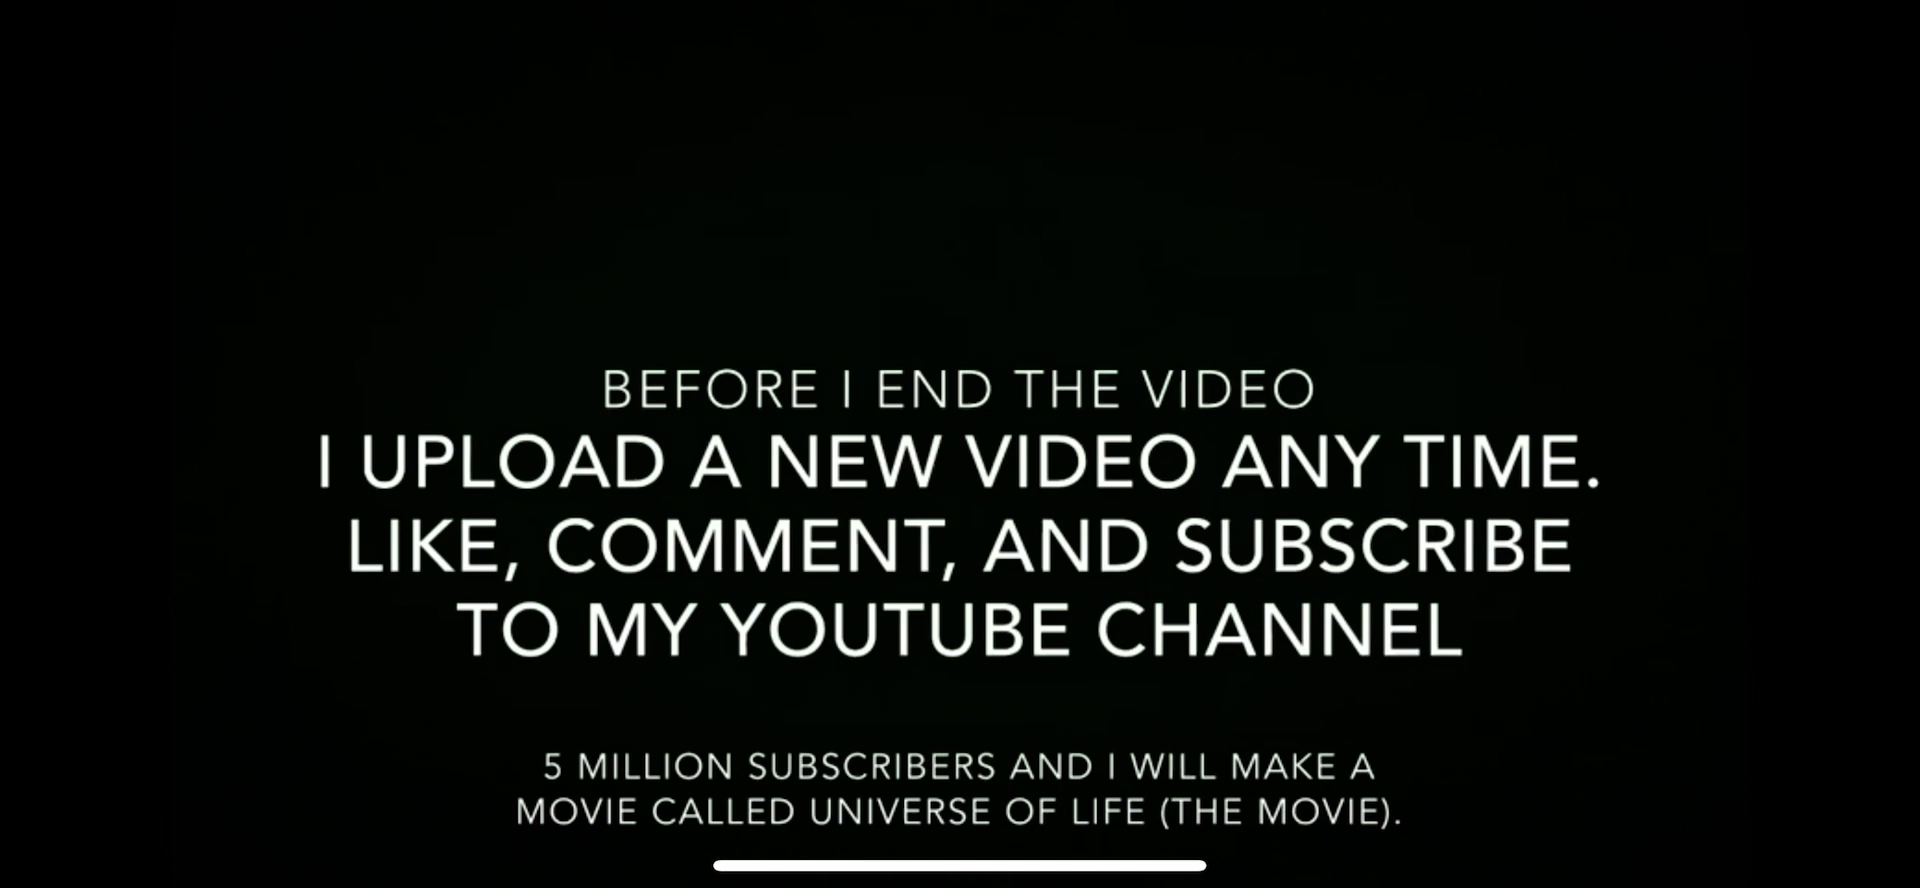 BEFORE I END THE VIDEO
I UPLOAD A NEW VIDEO ANY TIME.
LIKE, COMMENT, AND SUBSCRIBE
TO MY YOUTUBE CHANNEL
5 MILLION SUBSCRIBERS AND I WILL MAKE A
MOVIE CALLED UNIVERSE OF LIFE (THE MOVIE).